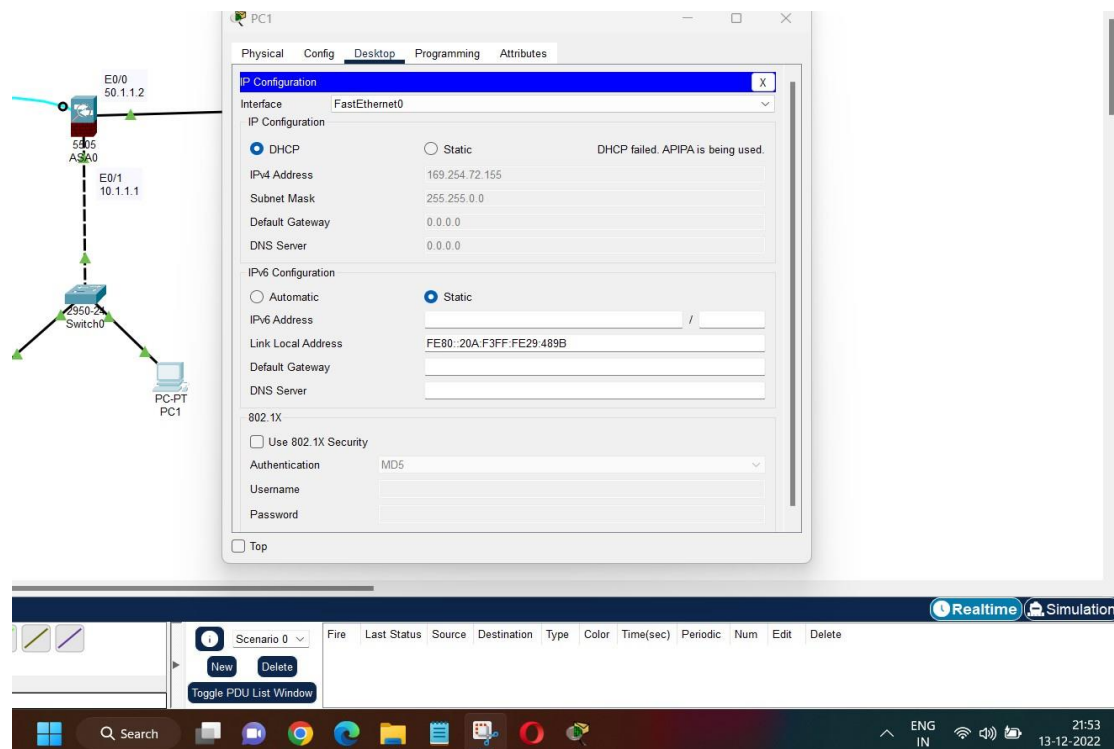 PC1
Physical Config Desktop Programming Attributes
IP Configuration X
Interface FastEthernet0
IP Configuration
DHCP Static DHCP failed. APIPA is being used.
IPv4 Address 169.254.72.155
Subnet Mask 255.255.0.0
Default Gateway 0.0.0.0
DNS Server 0.0.0.0
IPv6 Configuration
Automatic Static
IPv6 Address /
Link Local Address FE80::20A:F3FF:FE29:489B
Default Gateway
DNS Server
802.1X
Use 802.1X Security
Authentication MD5
Username
Password
Top
E0/0
50.1.1.2
5505
ASA0
E0/1
10.1.1.1
2950-24
Switch0
PC-PT
PC1
Realtime Simulation
Scenario 0
New Delete
Toggle PDU List Window
Fire Last Status Source Destination Type Color Time(sec) Periodic Num Edit Delete
Search
ENG
IN
21:53
13-12-2022